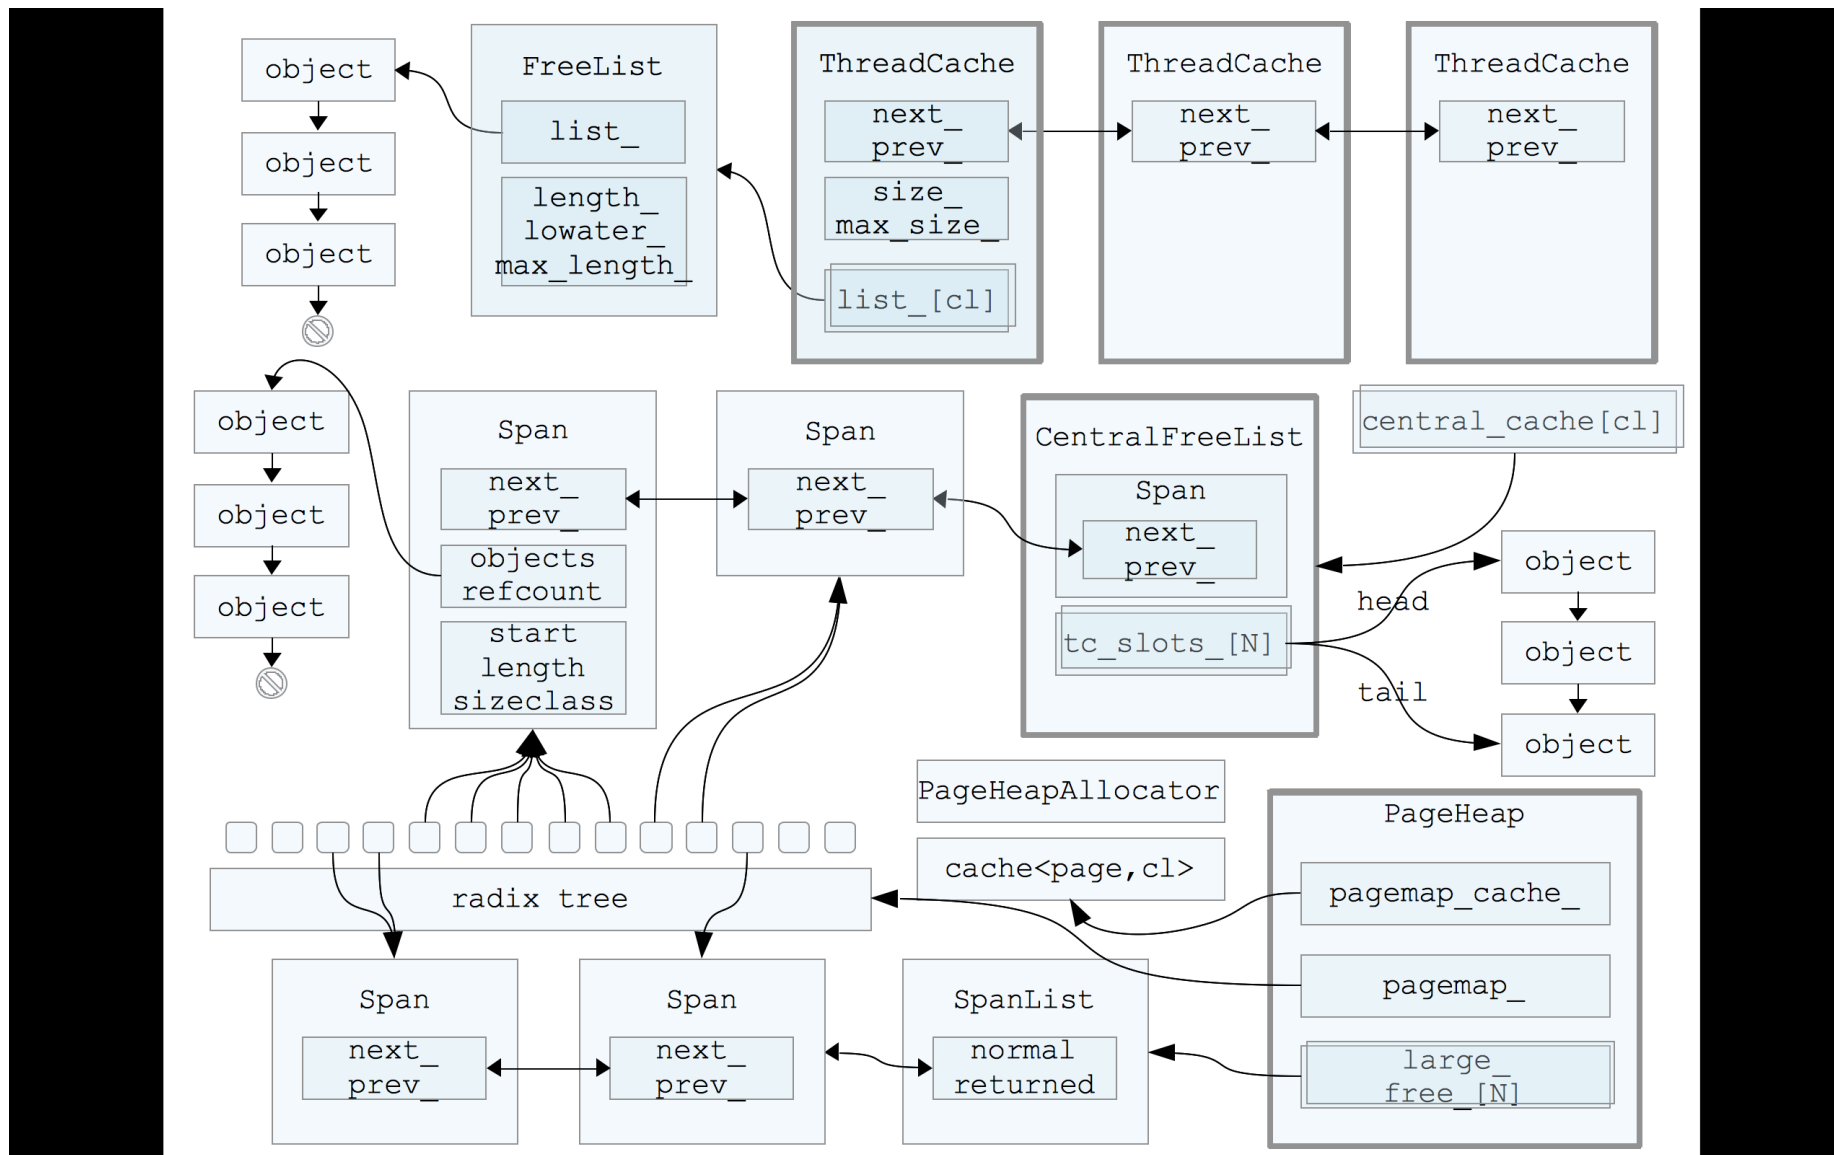 object
object
object
FreeList
list_
length_
lowater_
max_length_
ThreadCache
next_
prev_
size_
max_size_
list_[cl]
ThreadCache
next_
prev_
ThreadCache
next_
prev_
object
object
object
Span
next_
prev_
objects
refcount
start
length
sizeclass
Span
next_
prev_
CentralFreeList
Span
next_
prev_
tc_slots_[N]
central_cache[cl]
head
tail
object
object
object
PageHeapAllocator
cache<page,cl>
radix tree
PageHeap
pagemap_cache_
pagemap_
large_
free_[N]
Span
next_
prev_
Span
next_
prev_
SpanList
normal
returned